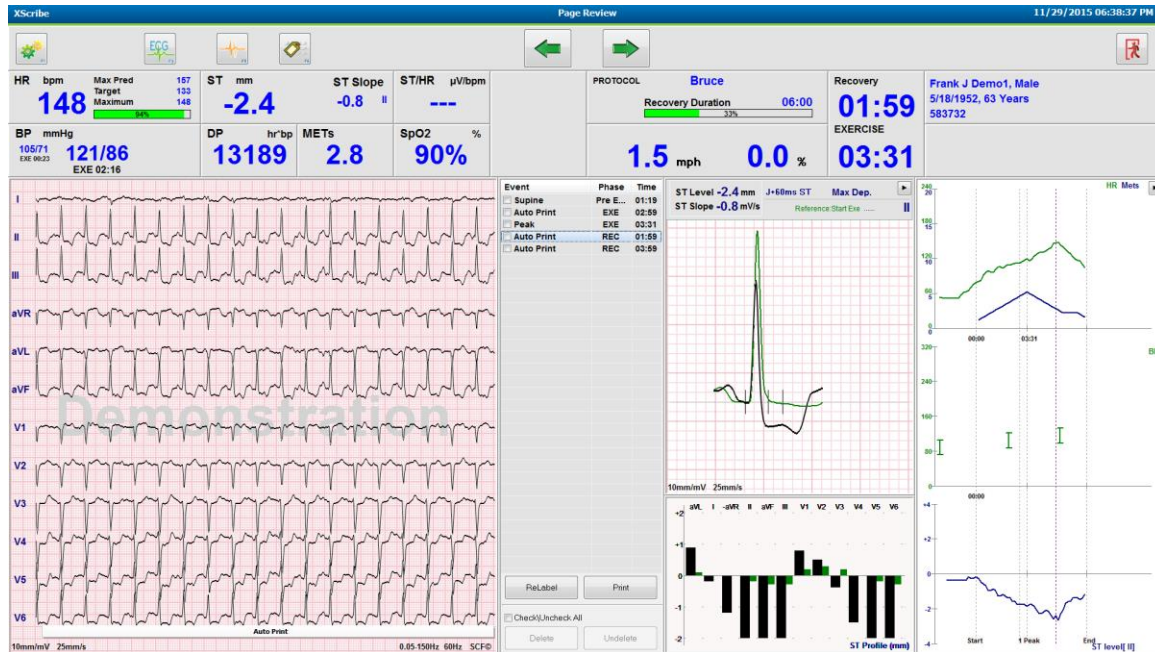 XScribe Page Review 11/29/2015 06:38:37 PM
ECG
HR bpm Max Pred 157
Target 133
148 Maximum 148
94%
ST mm ST Slope
-2.4 -0.8 II
ST/HR µV/bpm
---
PROTOCOL Bruce
Recovery Duration 06:00
33%
Recovery
01:59
Frank J Demo1, Male
5/18/1952, 63 Years
583732
BP mmHg
105/71 121/86
EXE 00:23
EXE 02:16
DP hr*bp
13189
METs
2.8
SpO2 %
90%
1.5 mph 0.0 %
EXERCISE
03:31
I
II
III
aVR
aVL
aVF
V1
V2
V3
V4
V5
V6
Demonstration
Auto Print
10mm/mV 25mm/s 0.05-150Hz 60Hz SCF©
Event Phase Time
Supine Pre E... 01:19
Auto Print EXE 02:59
Peak EXE 03:31
Auto Print REC 01:59
Auto Print REC 03:59
ReLabel Print
Check\Uncheck All
Delete Undelete
ST Level -2.4 mm J+60ms ST Max Dep.
ST Slope -0.8 mV/s Reference:Start Exe ..... II
10mm/mV 25mm/s
aVL I -aVR II aVF III V1 V2 V3 V4 V5 V6
+2
+1
0
-1
-2
ST Profile (mm)
HR Mets
240
20
180
15
120
10
60
5
0
0
00:00 03:31
320
240
160
80
00:00
+4
+2
0
-2
-4
Start 1 Peak End
ST level[ II]